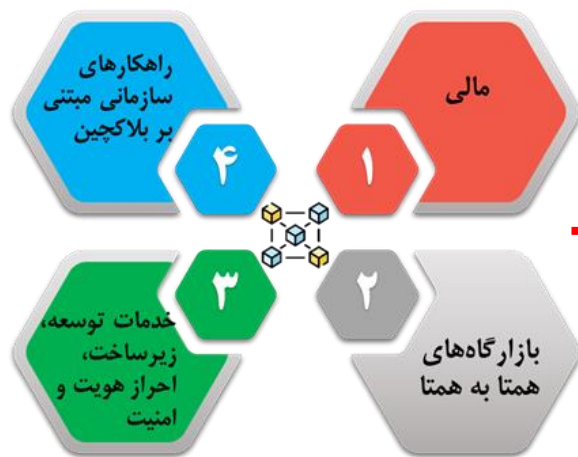 مالی
۱
بازارگاه‌های
همتا به همتا
۲
خدمات توسعه،
زیرساخت،
احراز هویت و
امنیت
۳
راهکارهای
سازمانی مبتنی
بر بلاکچین
۴